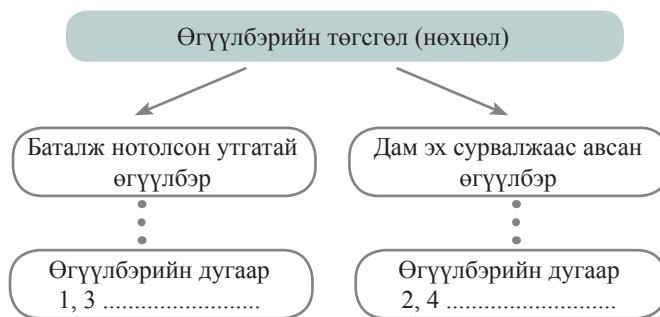 Өгүүлбэрийн төгсгөл (нөхцөл)
Баталж нотолсон утгатай
өгүүлбэр
Дам эх сурвалжаас авсан
өгүүлбэр
Өгүүлбэрийн дугаар
1, 3 ........................
Өгүүлбэрийн дугаар
2, 4 ..........................